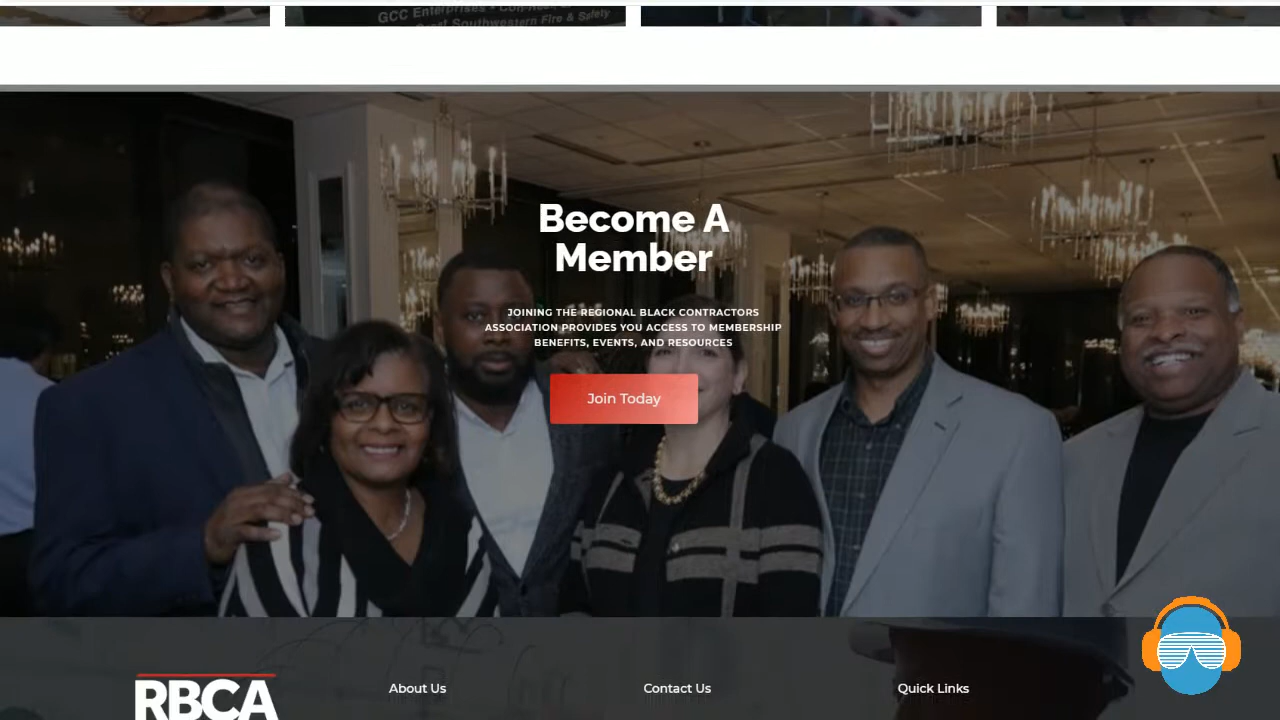 GCC Enterprises
Southwestern Fire & Safety
Become A
Member
JOINING THE REGIONAL BLACK CONTRACTORS
ASSOCIATION PROVIDES YOU ACCESS TO MEMBERSHIP
BENEFITS, EVENTS, AND RESOURCES
Join Today
RBCA
About Us
Contact Us
Quick Links